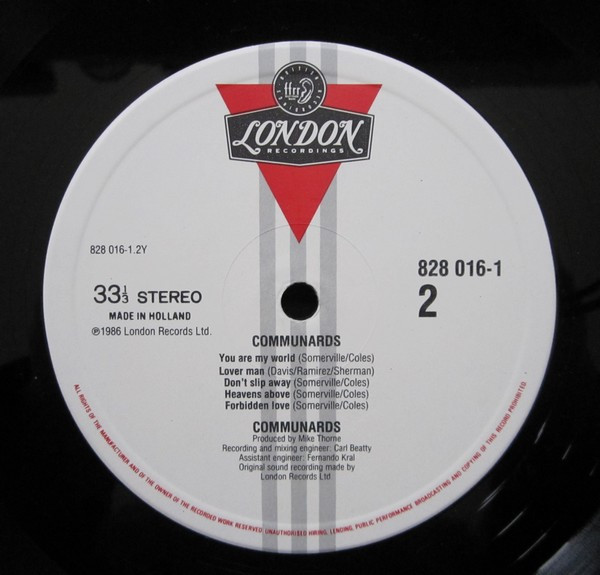 BRITISH RECORDINGS
ffrr
LONDON
RECORDINGS
828 016-1.2Y
828 016-1
33⅓ STEREO
2
MADE IN HOLLAND
℗1986 London Records Ltd.
COMMUNARDS
You are my world (Somerville/Coles)
Lover man (Davis/Ramirez/Sherman)
Don't slip away (Somerville/Coles)
Heavens above (Somerville/Coles)
Forbidden love (Somerville/Coles)
COMMUNARDS
Produced by Mike Thorne
Recording and mixing engineer: Carl Beatty
Assistant engineer: Fernando Kral
Original sound recording made by
London Records Ltd
ALL RIGHTS OF THE MANUFACTURER AND OF THE OWNER OF THE RECORDED WORK RESERVED. UNAUTHORISED HIRING, LENDING, PUBLIC PERFORMANCE BROADCASTING AND COPYING OF THIS RECORD PROHIBITED